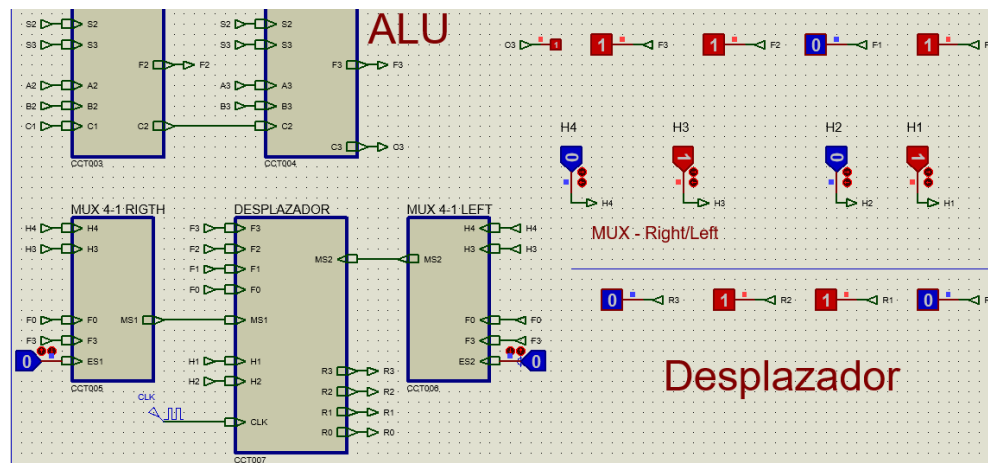 S2 S2 S2 S2 ALU
S3 S3 S3 S3 C3 1 1 F3 1 F2 0 F1 1
F2 F2 F3 F3
A2 A2 A3 A3
B2 B2 B3 B3
C1 C1 C2 C2 H4 H3 H2 H1
C3 C3 0 1 0 1
CCT003 CCT004
H4 H3 H2 H1
MUX 4-1 RIGTH DESPLAZADOR MUX 4-1 LEFT
H4 H4 F3 F3 H4 H4 MUX - Right/Left
H3 H3 F2 F2 H3 H3
F1 F1 MS2 MS2
F0 F0
0 R3 1 R2 1 R1 0
F0 F0 MS1 MS1 F0 F0
F3 F3 F3 F3
0 ES1 H1 H1 ES2 0
R3 R3 Desplazador
CCT005 H2 H2 R2 R2 CCT006
CLK R1 R1
CLK R0 R0
CCT007